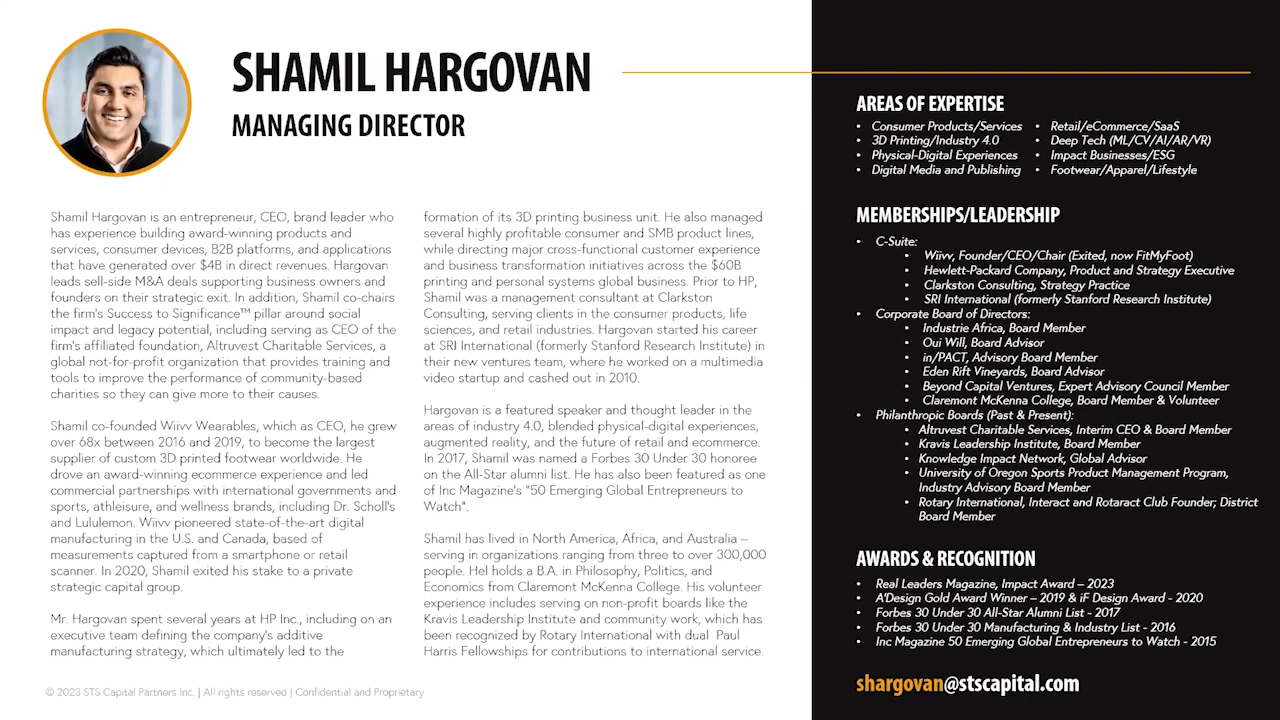 SHAMIL HARGOVAN
MANAGING DIRECTOR
Shamil Hargovan is an entrepreneur, CEO, brand leader who
has experience building award-winning products and
services, consumer devices, B2B platforms, and applications
that have generated over $4B in direct revenues. Hargovan
leads sell-side M&A deals supporting business owners and
founders on their strategic exit. In addition, Shamil co-chairs
the firm's Success to Significance™ pillar around social
impact and legacy potential, including serving as CEO of the
firm's affiliated foundation, Altruvest Charitable Services, a
global not-for-profit organization that provides training and
tools to improve the performance of community-based
charities so they can give more to their causes.
Shamil co-founded Wiivv Wearables, which as CEO, he grew
over 68x between 2016 and 2019, to become the largest
supplier of custom 3D printed footwear worldwide. He
drove an award-winning ecommerce experience and led
commercial partnerships with international governments and
sports, athleisure, and wellness brands, including Dr. Scholl's
and Lululemon. Wiivv pioneered state-of-the-art digital
manufacturing in the U.S. and Canada, based of
measurements captured from a smartphone or retail
scanner. In 2020, Shamil exited his stake to a private
strategic capital group.
Mr. Hargovan spent several years at HP Inc., including on an
executive team defining the company's additive
manufacturing strategy, which ultimately led to the
formation of its 3D printing business unit. He also managed
several highly profitable consumer and SMB product lines,
while directing major cross-functional customer experience
and business transformation initiatives across the $60B
printing and personal systems global business. Prior to HP,
Shamil was a management consultant at Clarkston
Consulting, serving clients in the consumer products, life
sciences, and retail industries. Hargovan started his career
at SRI International (formerly Stanford Research Institute) in
their new ventures team, where he worked on a multimedia
video startup and cashed out in 2010.
Hargovan is a featured speaker and thought leader in the
areas of industry 4.0, blended physical-digital experiences,
augmented reality, and the future of retail and ecommerce.
In 2017, Shamil was named a Forbes 30 Under 30 honoree
on the All-Star alumni list. He has also been featured as one
of Inc Magazine's "50 Emerging Global Entrepreneurs to
Watch".
Shamil has lived in North America, Africa, and Australia –
serving in organizations ranging from three to over 300,000
people. Hel holds a B.A. in Philosophy, Politics, and
Economics from Claremont McKenna College. His volunteer
experience includes serving on non-profit boards like the
Kravis Leadership Institute and community work, which has
been recognized by Rotary International with dual Paul
Harris Fellowships for contributions to international service.
© 2023 STS Capital Partners Inc. | All rights reserved | Confidential and Proprietary
AREAS OF EXPERTISE
• Consumer Products/Services
• 3D Printing/Industry 4.0
• Physical-Digital Experiences
• Digital Media and Publishing
• Retail/eCommerce/SaaS
• Deep Tech (ML/CV/AI/AR/VR)
• Impact Businesses/ESG
• Footwear/Apparel/Lifestyle
MEMBERSHIPS/LEADERSHIP
• C-Suite:
• Wiivv, Founder/CEO/Chair (Exited, now FitMyFoot)
• Hewlett-Packard Company, Product and Strategy Executive
• Clarkston Consulting, Strategy Practice
• SRI International (formerly Stanford Research Institute)
• Corporate Board of Directors:
• Industrie Africa, Board Member
• Oui Will, Board Advisor
• in/PACT, Advisory Board Member
• Eden Rift Vineyards, Board Advisor
• Beyond Capital Ventures, Expert Advisory Council Member
• Claremont McKenna College, Board Member & Volunteer
• Philanthropic Boards (Past & Present):
• Altruvest Charitable Services, Interim CEO & Board Member
• Kravis Leadership Institute, Board Member
• Knowledge Impact Network, Global Advisor
• University of Oregon Sports Product Management Program,
Industry Advisory Board Member
• Rotary International, Interact and Rotaract Club Founder; District
Board Member
AWARDS & RECOGNITION
• Real Leaders Magazine, Impact Award – 2023
• A'Design Gold Award Winner – 2019 & iF Design Award - 2020
• Forbes 30 Under 30 All-Star Alumni List - 2017
• Forbes 30 Under 30 Manufacturing & Industry List - 2016
• Inc Magazine 50 Emerging Global Entrepreneurs to Watch - 2015
shargovan@stscapital.com